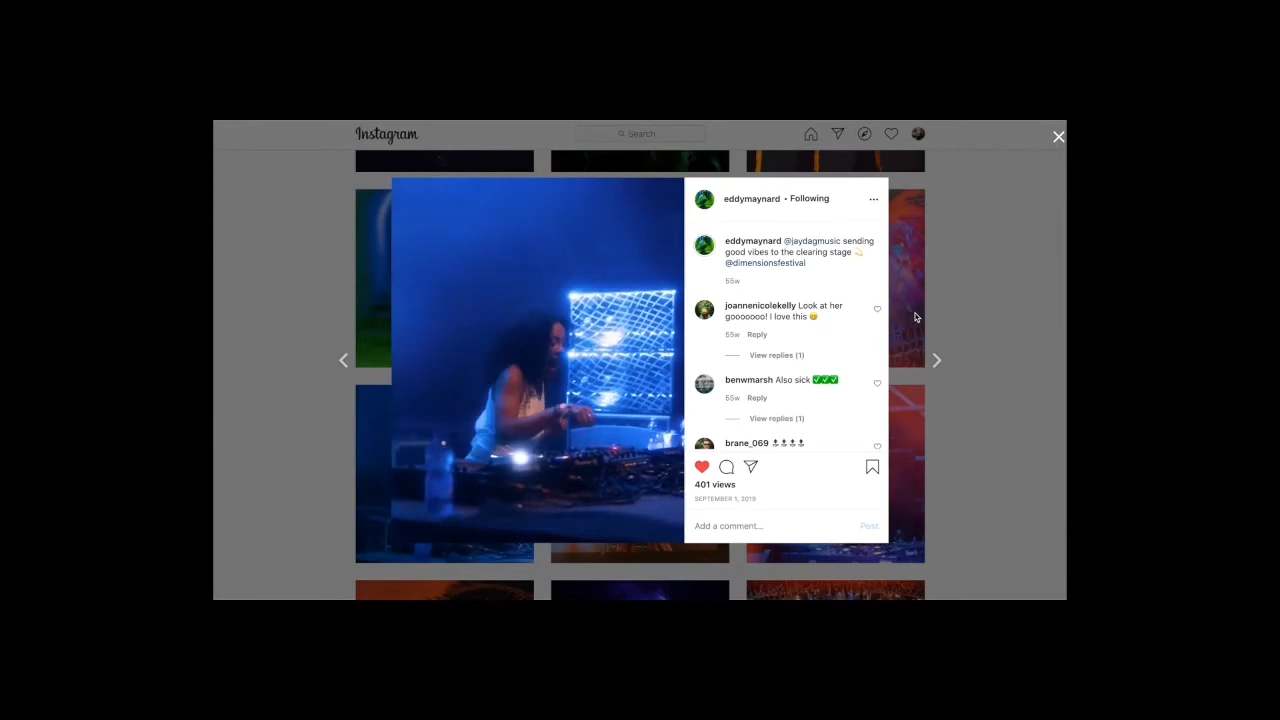 Instagram
Search
eddymaynard • Following
eddymaynard @jaydagmusic sending
good vibes to the clearing stage 💫
@dimensionsfestival
55w
joannenicolekelly Look at her
gooooooo! I love this 😄
55w Reply
View replies (1)
benwmarsh Also sick ✅✅✅
55w Reply
View replies (1)
brane_069 🔝🔝🔝🔝
401 views
SEPTEMBER 1, 2019
Add a comment...
Post